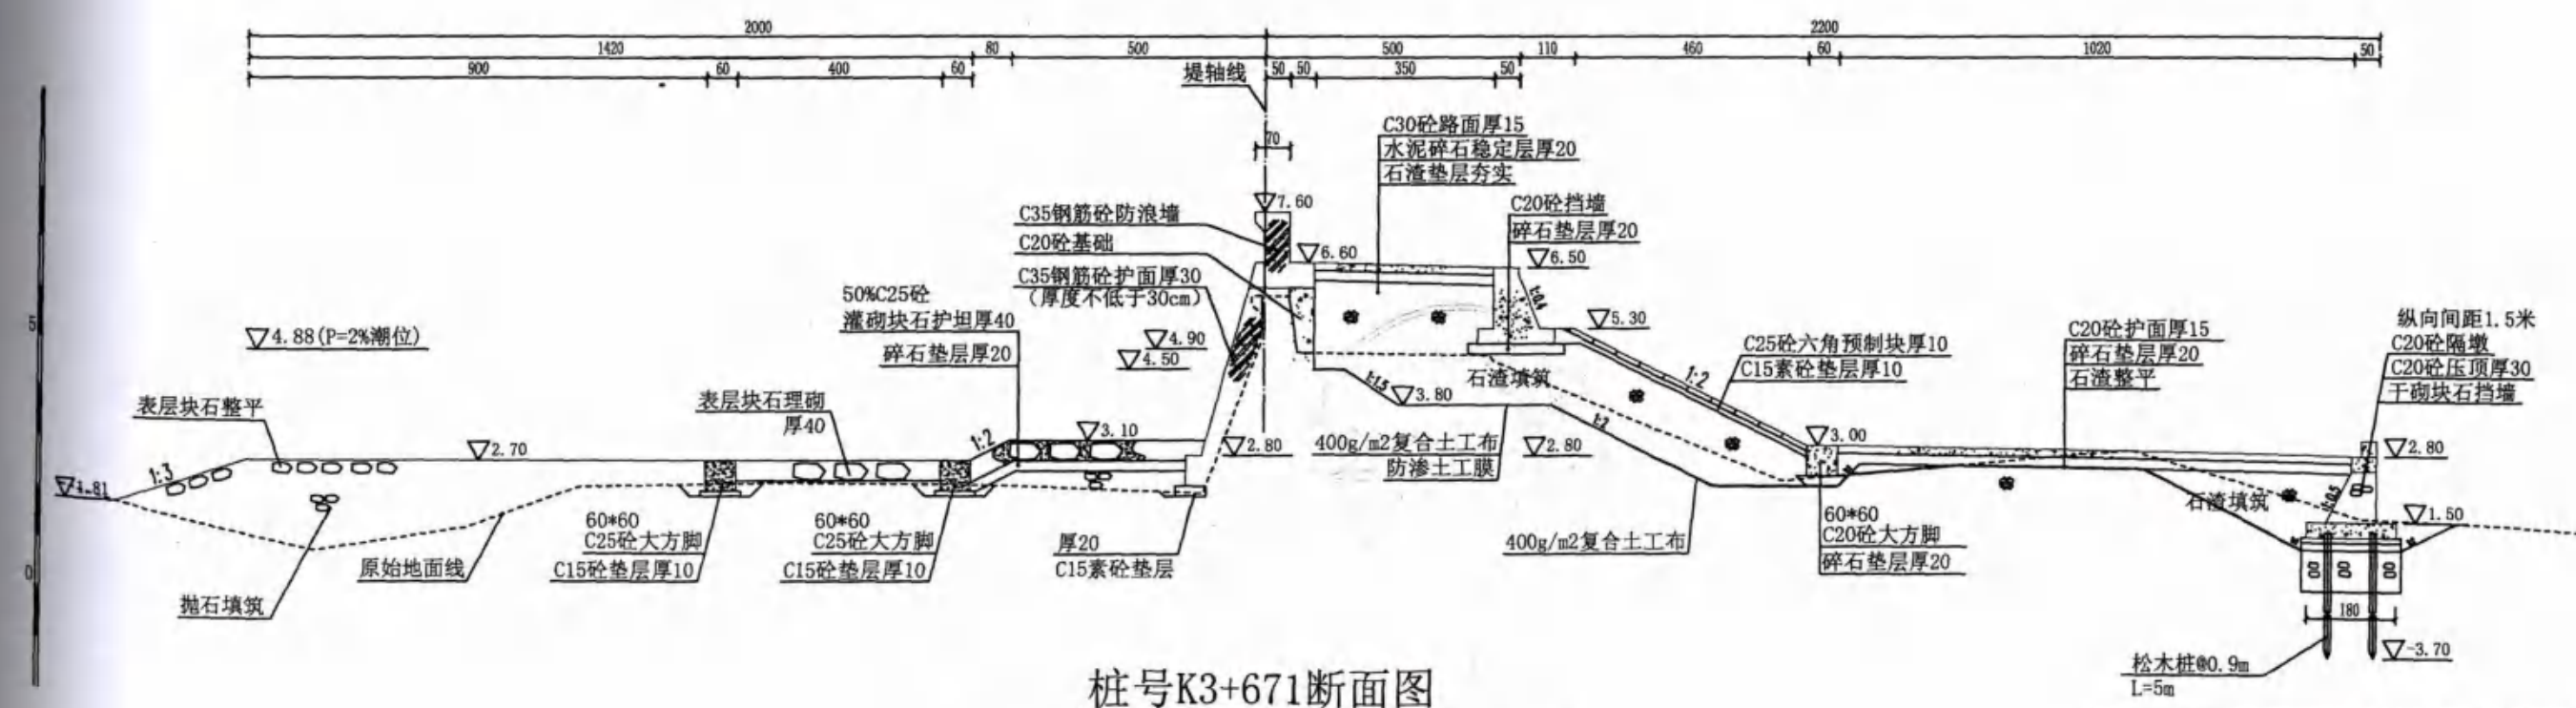 2000
2200
1420
80
500
500
110
460
60
1020
50
900
60
400
60
堤轴线
50
50
350
50
70
C30砼路面厚15
水泥碎石稳定层厚20
石渣垫层夯实
7.60
C35钢筋砼防浪墙
C20砼基础
C35钢筋砼护面厚30
(厚度不低于30cm)
6.60
C20砼挡墙
碎石垫层厚20
6.50
1:0.4
50%C25砼
灌砌块石护坦厚40
碎石垫层厚20
4.90
4.50
5
4.88(P=2%潮位)
5.30
C25砼六角预制块厚10
C15素砼垫层厚10
C20砼护面厚15
碎石垫层厚20
石渣整平
纵向间距1.5米
C20砼隔墩
C20砼压顶厚30
干砌块石挡墙
表层块石整平
表层块石理砌
厚40
1:1.5
石渣填筑
1:2
3.80
1:2
2.70
1:2
3.10
2.80
400g/m2复合土工布
防渗土工膜
2.80
3.00
2.80
1:3
1.81
石渣填筑
1:0.5
1.50
60*60
C25砼大方脚
C15砼垫层厚10
60*60
C25砼大方脚
C15砼垫层厚10
厚20
C15素砼垫层
400g/m2复合土工布
60*60
C20砼大方脚
碎石垫层厚20
0
原始地面线
抛石填筑
180
-3.70
松木桩@0.9m
L=5m
桩号K3+671断面图